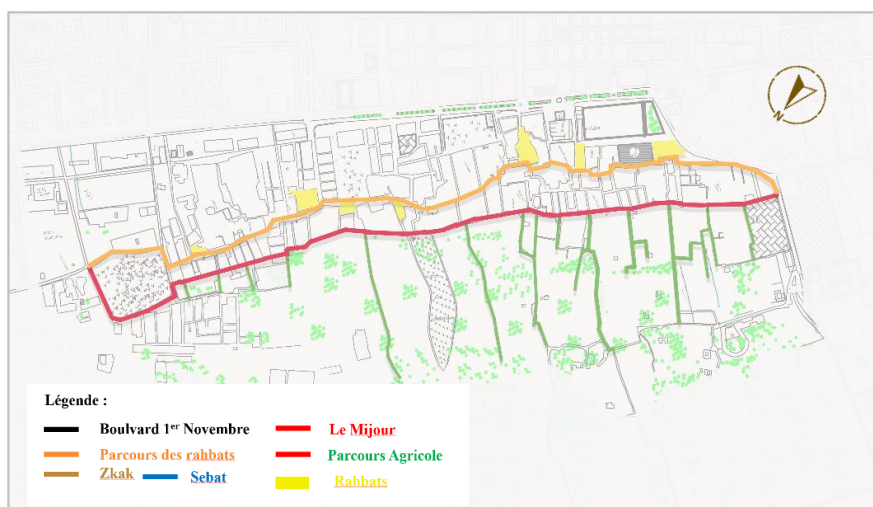 N
Légende :
Boulvard 1er Novembre
Le Mijour
Parcours des rahbats
Parcours Agricole
Zkak
Sebat
Rahbats